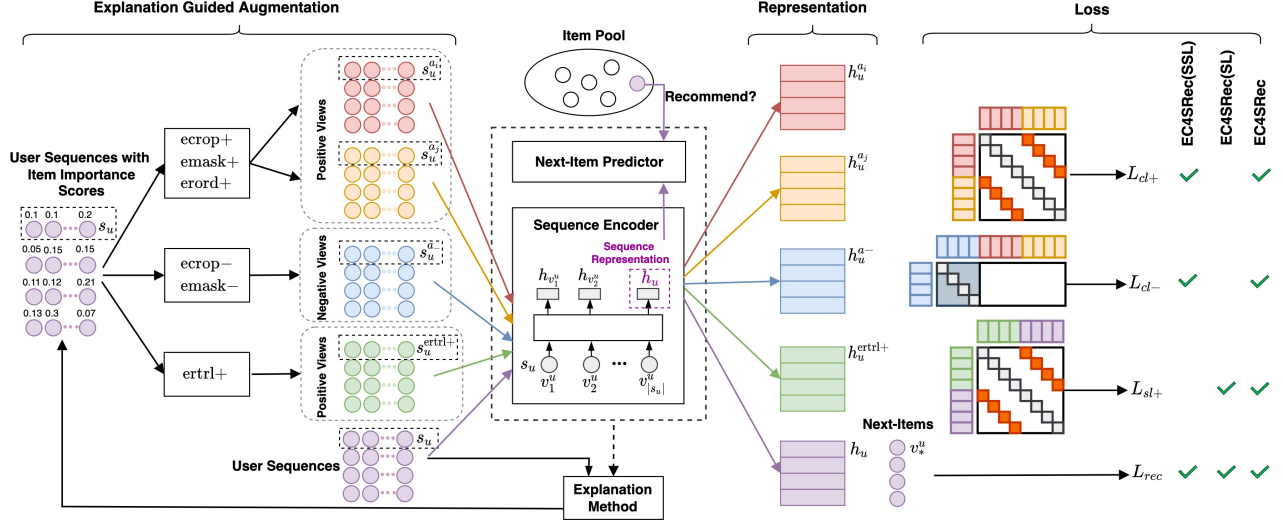 Explanation Guided Augmentation
Representation
Loss
Item Pool
Recommend?
EC4SRec(SSL)
EC4SRec(SL)
EC4SRec
User Sequences with
Item Importance
Scores
0.1 0.1 0.2
s_u
0.05 0.15 0.15
0.11 0.12 0.21
0.13 0.3 0.07
ecrop+
emask+
erord+
ecrop−
emask−
ertrl+
Positive Views
s_u^{a_i}
s_u^{a_j}
Negative Views
s_u^{a−}
Positive Views
s_u^{ertrl+}
User Sequences
s_u
Next-Item Predictor
Sequence Encoder
Sequence
Representation
h_{v_1^u} h_{v_2^u} h_u
s_u
v_1^u v_2^u ••• v_{|s_u|}^u
Explanation
Method
h_u^{a_i}
h_u^{a_j}
h_u^{a−}
h_u^{ertrl+}
h_u
Next-Items
v_*^u
L_{cl+}
L_{cl−}
L_{sl+}
L_{rec}